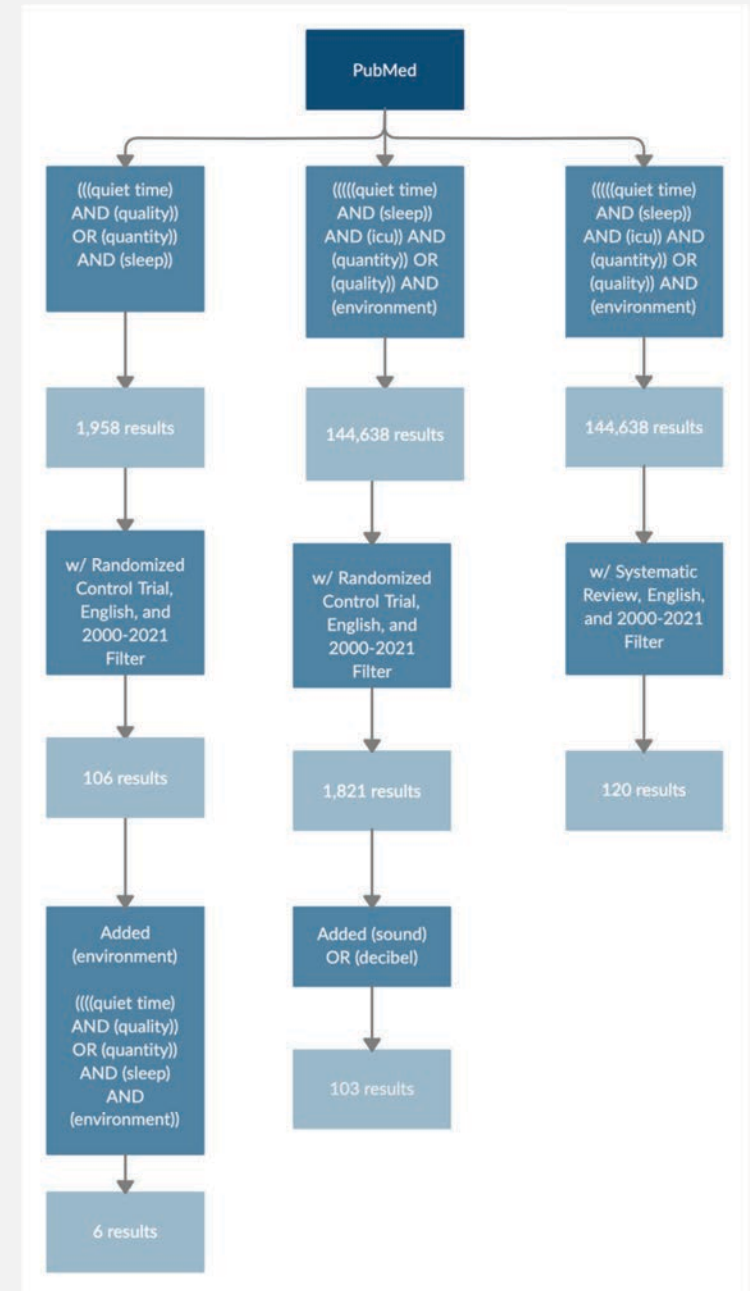 PubMed
(((quiet time)
AND (quality))
OR (quantity))
AND (sleep))
1,958 results
w/ Randomized
Control Trial,
English, and
2000-2021
Filter
106 results
Added
(environment)
((((quiet time)
AND (quality))
OR (quantity))
AND (sleep)
AND
(environment))
6 results
(((((quiet time)
AND (sleep))
AND (icu)) AND
(quantity)) OR
(quality)) AND
(environment)
144,638 results
w/ Randomized
Control Trial,
English, and
2000-2021
Filter
1,821 results
Added (sound)
OR (decibel)
103 results
(((((quiet time)
AND (sleep))
AND (icu)) AND
(quantity)) OR
(quality)) AND
(environment)
144,638 results
w/ Systematic
Review, English,
and 2000-2021
Filter
120 results